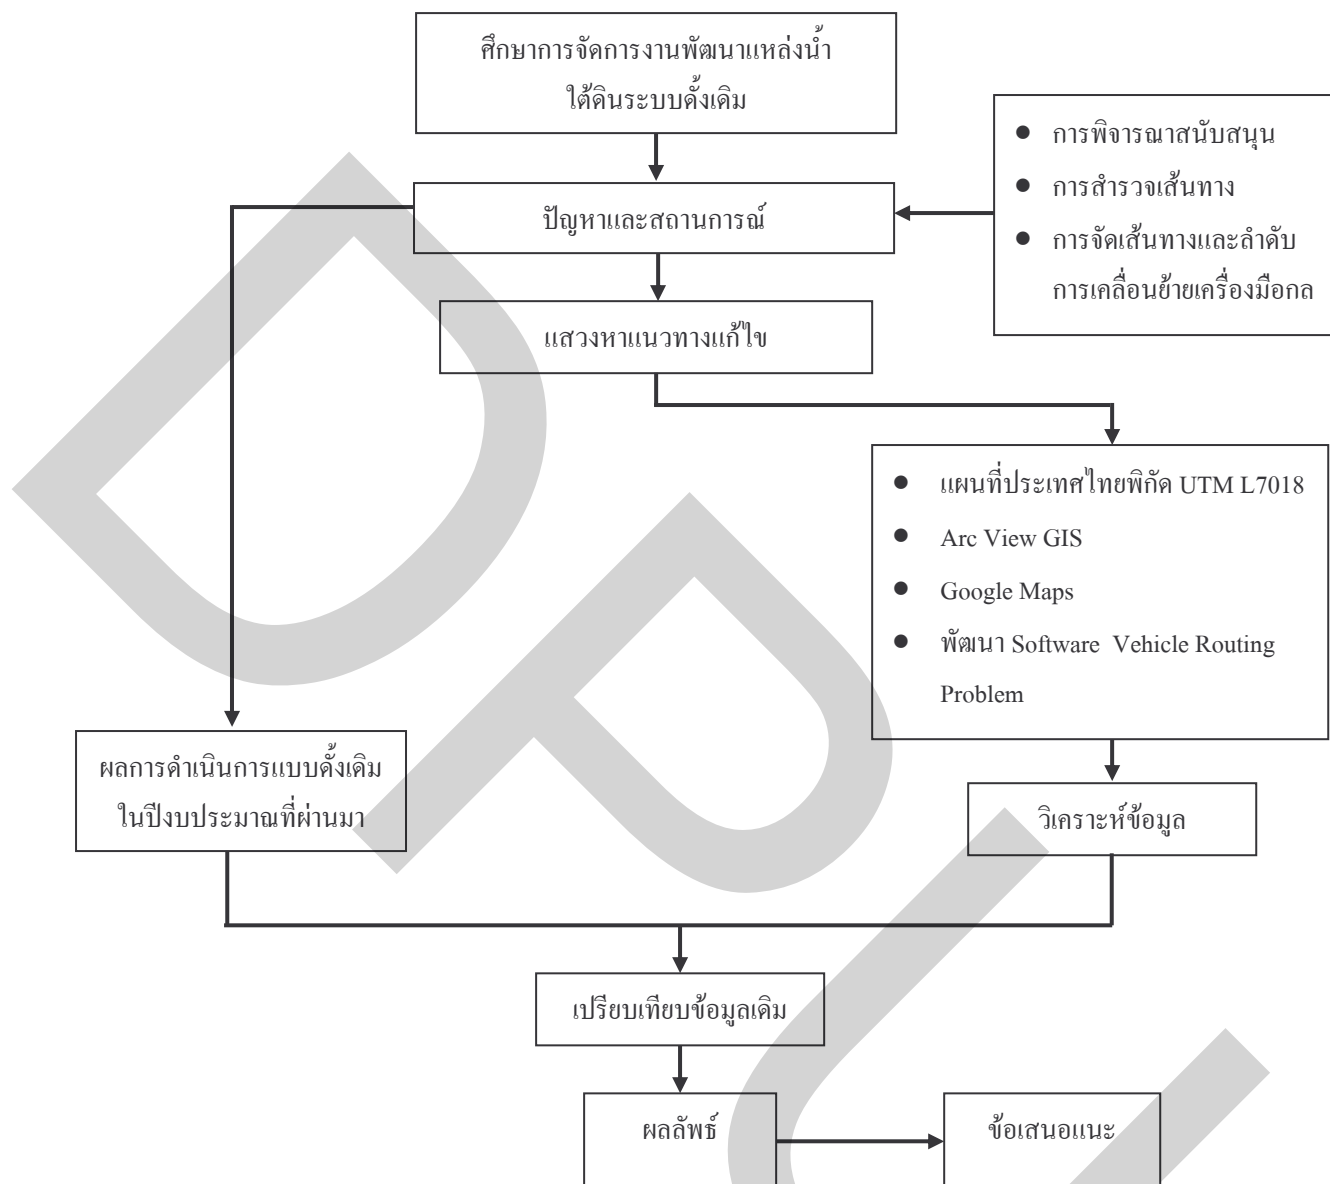 ศึกษาการจัดการงานพัฒนาแหล่งน้ำ
ใต้ดินระบบดั้งเดิม
● การพิจารณาสนับสนุน
● การสำรวจเส้นทาง
● การจัดเส้นทางและลำดับ
การเคลื่อนย้ายเครื่องมือกล
ปัญหาและสถานการณ์
แสวงหาแนวทางแก้ไข
● แผนที่ประเทศไทยพิกัด UTM L7018
● Arc View GIS
● Google Maps
● พัฒนา Software Vehicle Routing
Problem
ผลการดำเนินการแบบดั้งเดิม
ในปีงบประมาณที่ผ่านมา
วิเคราะห์ข้อมูล
เปรียบเทียบข้อมูลเดิม
ผลลัพธ์
ข้อเสนอแนะ
DPU